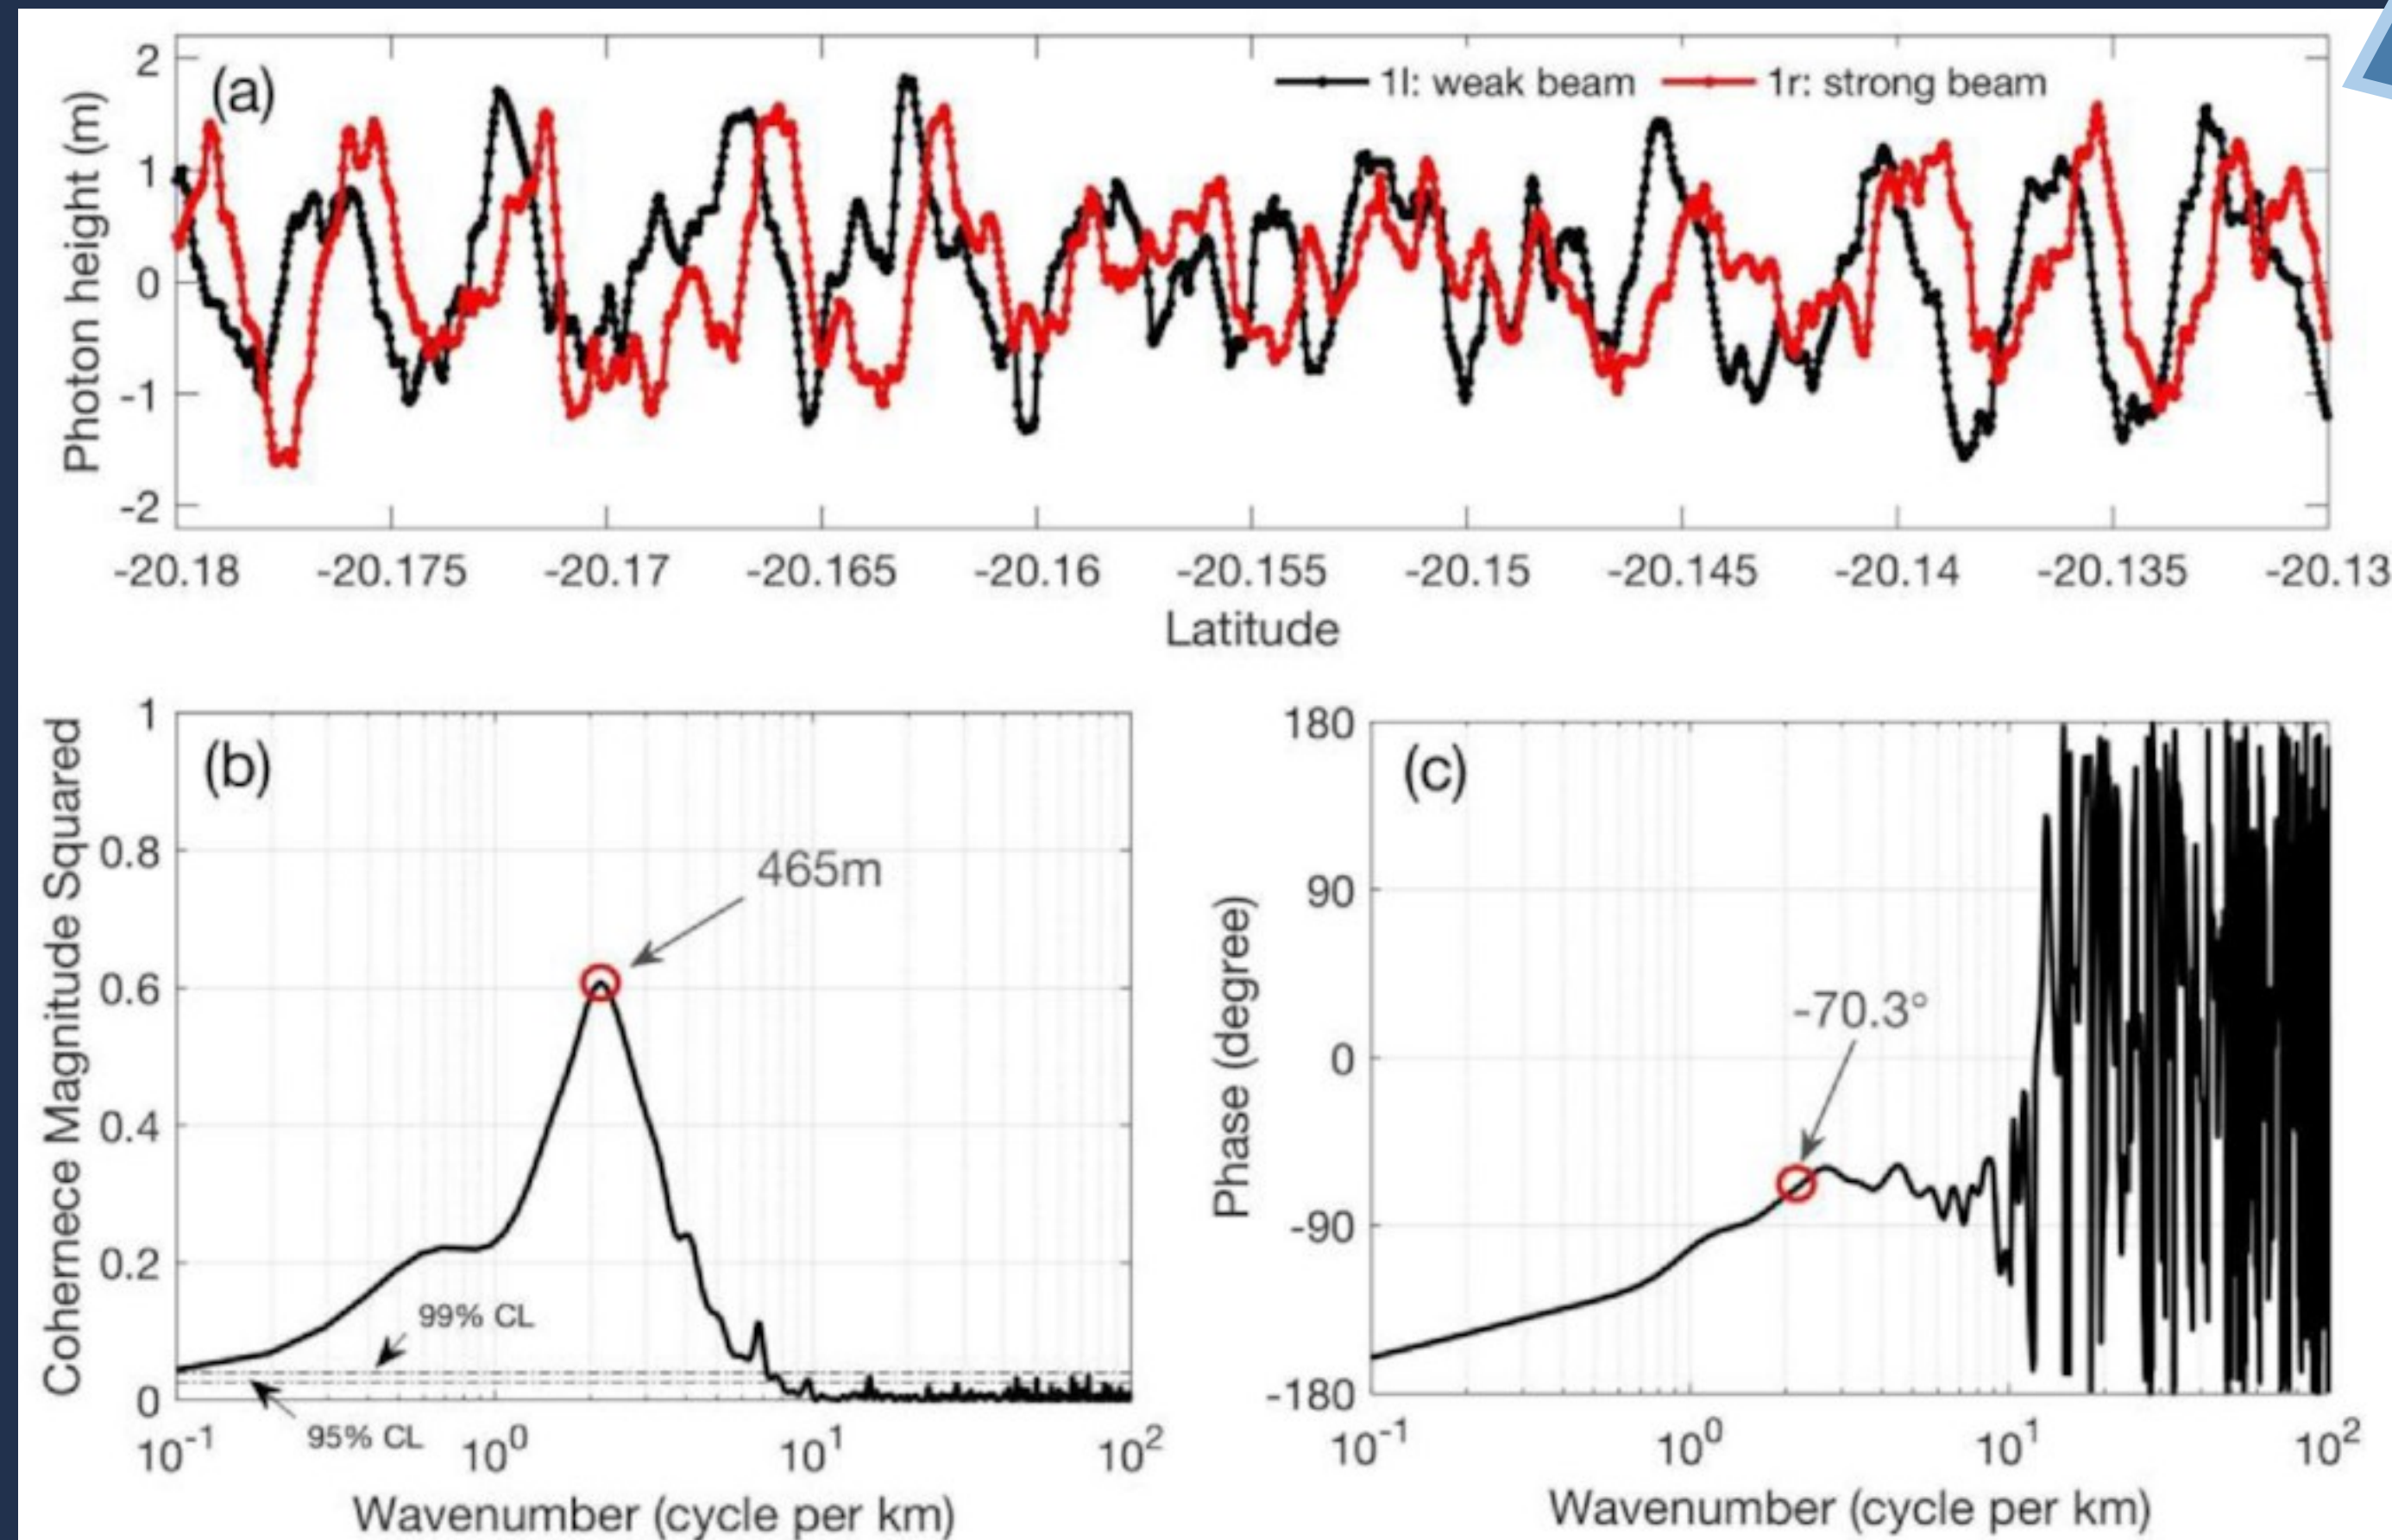 (a)
1l: weak beam
1r: strong beam
Photon height (m)
2
1
0
-1
-2
-20.18 -20.175 -20.17 -20.165 -20.16 -20.155 -20.15 -20.145 -20.14 -20.135 -20.13
Latitude
(b)
Cohernece Magnitude Squared
1
0.8
0.6
0.4
0.2
0
465m
99% CL
95% CL
10-1 100 101 102
Wavenumber (cycle per km)
(c)
Phase (degree)
180
90
0
-90
-180
-70.3°
10-1 100 101 102
Wavenumber (cycle per km)